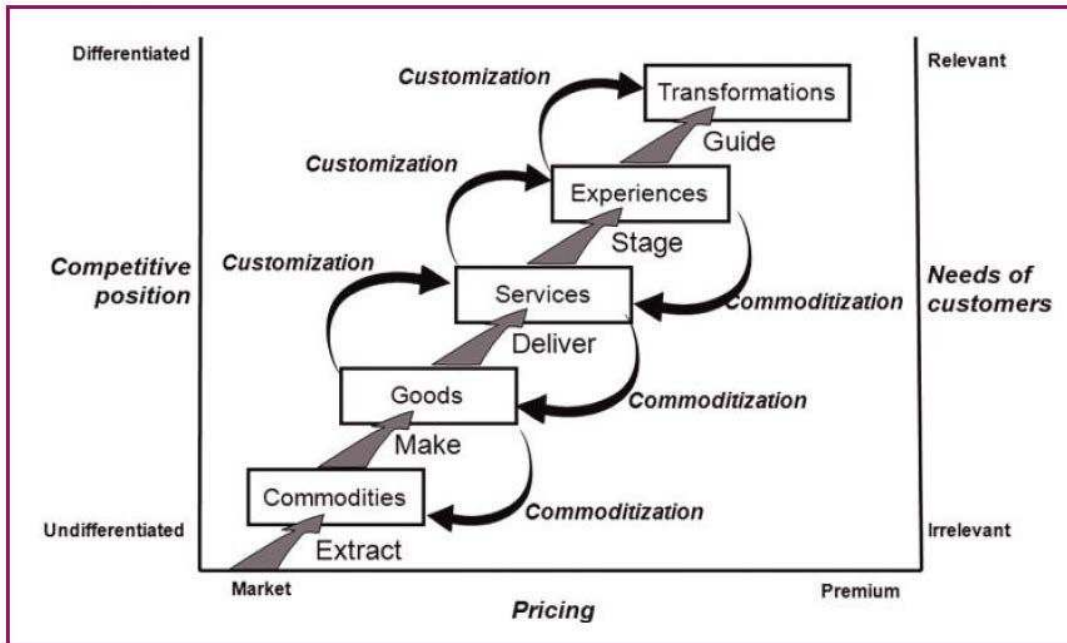 Differentiated
Relevant
Customization
Transformations
Guide
Customization
Experiences
Stage
Competitive
position
Customization
Needs of
customers
Services
Commoditization
Deliver
Goods
Commoditization
Make
Commodities
Commoditization
Undifferentiated
Irrelevant
Extract
Market
Premium
Pricing